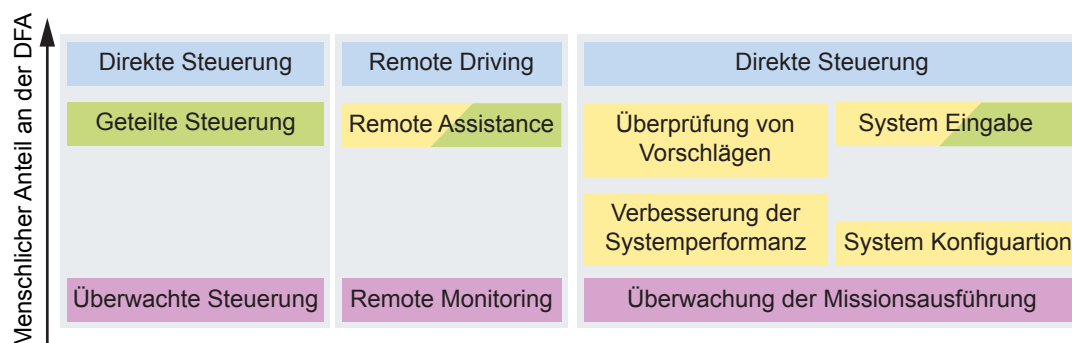 Menschlicher Anteil an der DFA
Direkte Steuerung
Geteilte Steuerung
Überwachte Steuerung
Remote Driving
Remote Assistance
Remote Monitoring
Direkte Steuerung
Überprüfung von
Vorschlägen
System Eingabe
Verbesserung der
Systemperformanz
System Konfiguartion
Überwachung der Missionsausführung